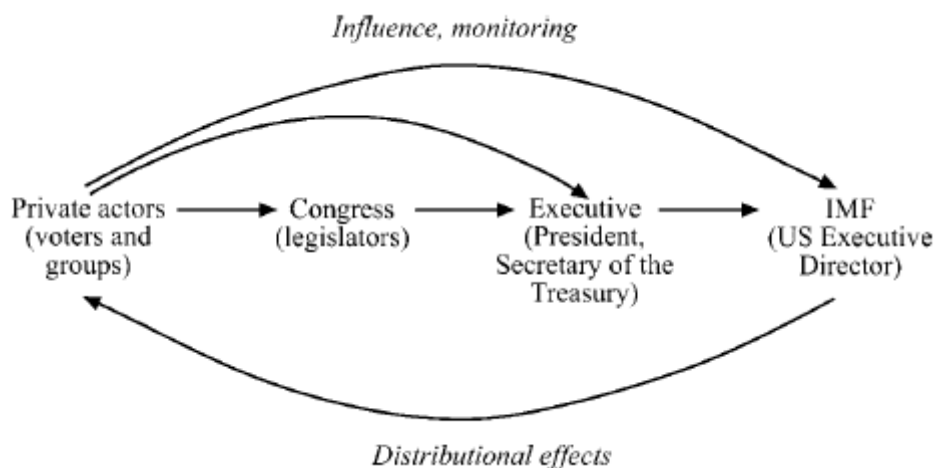 Influence, monitoring
Private actors
(voters and
groups)
Congress
(legislators)
Executive
(President,
Secretary of the
Treasury)
IMF
(US Executive
Director)
Distributional effects